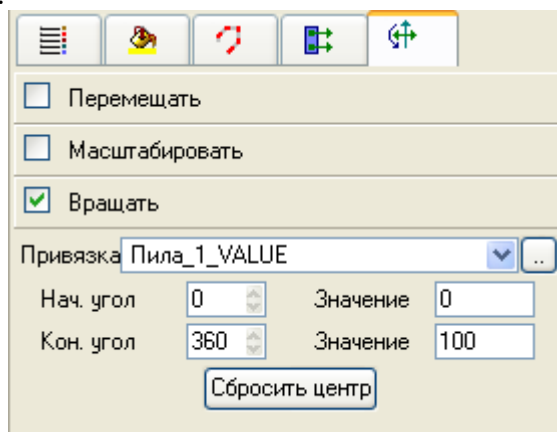 Перемещать
Масштабировать
Вращать
Привязка Пила_1_VALUE ..
Нач. угол 0 Значение 0
Кон. угол 360 Значение 100
Сбросить центр